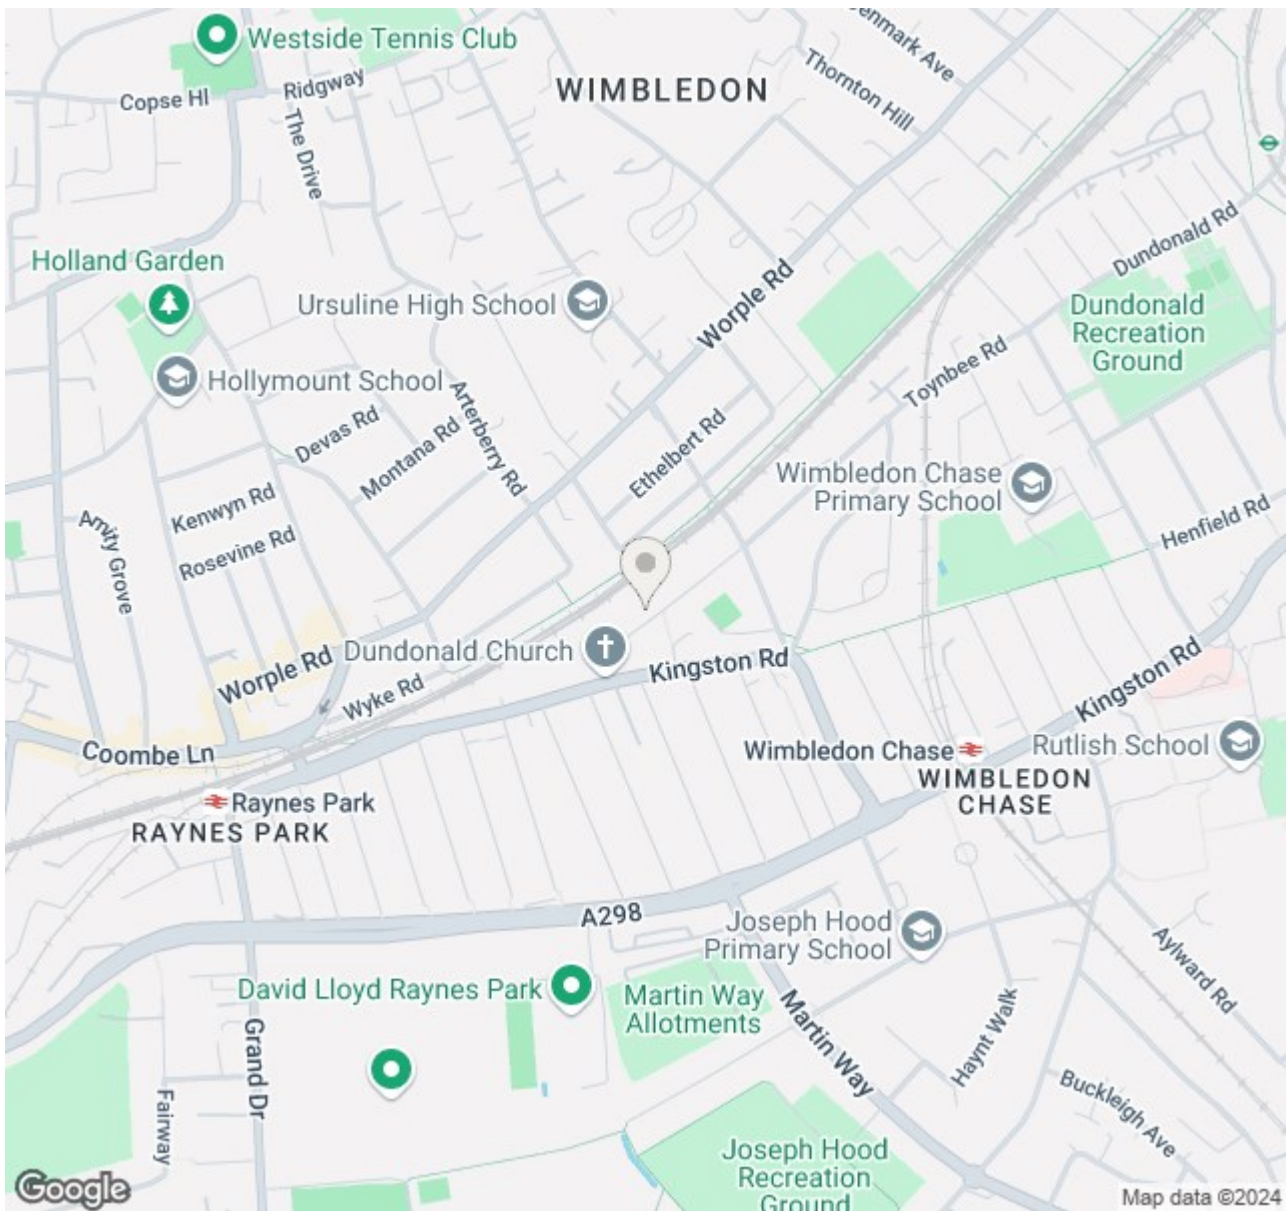 Westside Tennis Club
Copse Hl
Ridgway
The Drive
WIMBLEDON
Thornton Hill
Holland Garden
Ursuline High School
Worple Rd
Dundonald Rd
Dundonald
Recreation
Ground
Hollymount School
Arterberry Rd
Toynbee Rd
Devas Rd
Montana Rd
Ethelbert Rd
Wimbledon Chase
Primary School
Kenwyn Rd
Henfield Rd
Amity Grove
Rosevine Rd
Dundonald Church
Kingston Rd
Worple Rd
Wyke Rd
Kingston Rd
Coombe Ln
Wimbledon Chase
Rutlish School
WIMBLEDON
CHASE
Raynes Park
RAYNES PARK
A298
Joseph Hood
Primary School
David Lloyd Raynes Park
Martin Way
Allotments
Aylward Rd
Grand Dr
Martin Way
Haynt Walk
Fairway
Buckleigh Ave
Joseph Hood
Recreation
Ground
Google
Map data ©2024